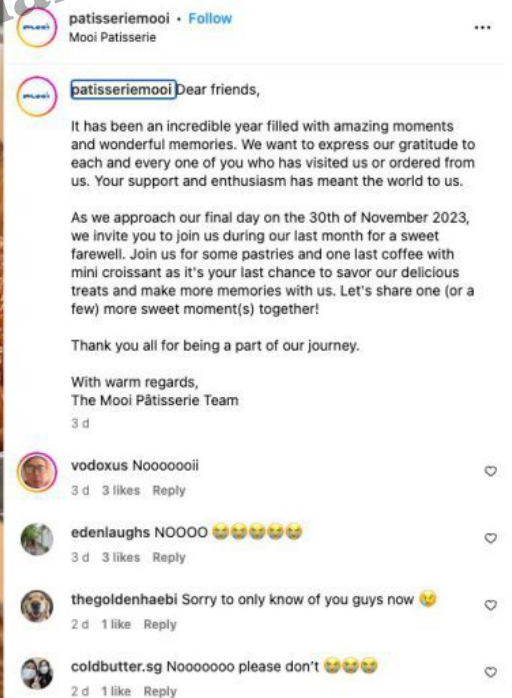 patisseriemooi • Follow
Mooi Patisserie
...
mooi
patisseriemooi Dear friends,
It has been an incredible year filled with amazing moments
and wonderful memories. We want to express our gratitude to
each and every one of you who has visited us or ordered from
us. Your support and enthusiasm has meant the world to us.
As we approach our final day on the 30th of November 2023,
we invite you to join us during our last month for a sweet
farewell. Join us for some pastries and one last coffee with
mini croissant as it's your last chance to savor our delicious
treats and make more memories with us. Let's share one (or a
few) more sweet moment(s) together!
Thank you all for being a part of our journey.
With warm regards,
The Mooi Pâtisserie Team
3 d
vodoxus Nooooooii
3 d 3 likes Reply
edenlaughs NOOOO 😭😭😭😭😭
3 d 3 likes Reply
thegoldenhaebi Sorry to only know of you guys now 😢
2 d 1 like Reply
coldbutter.sg Nooooooo please don't 😭😭😭
2 d 1 like Reply